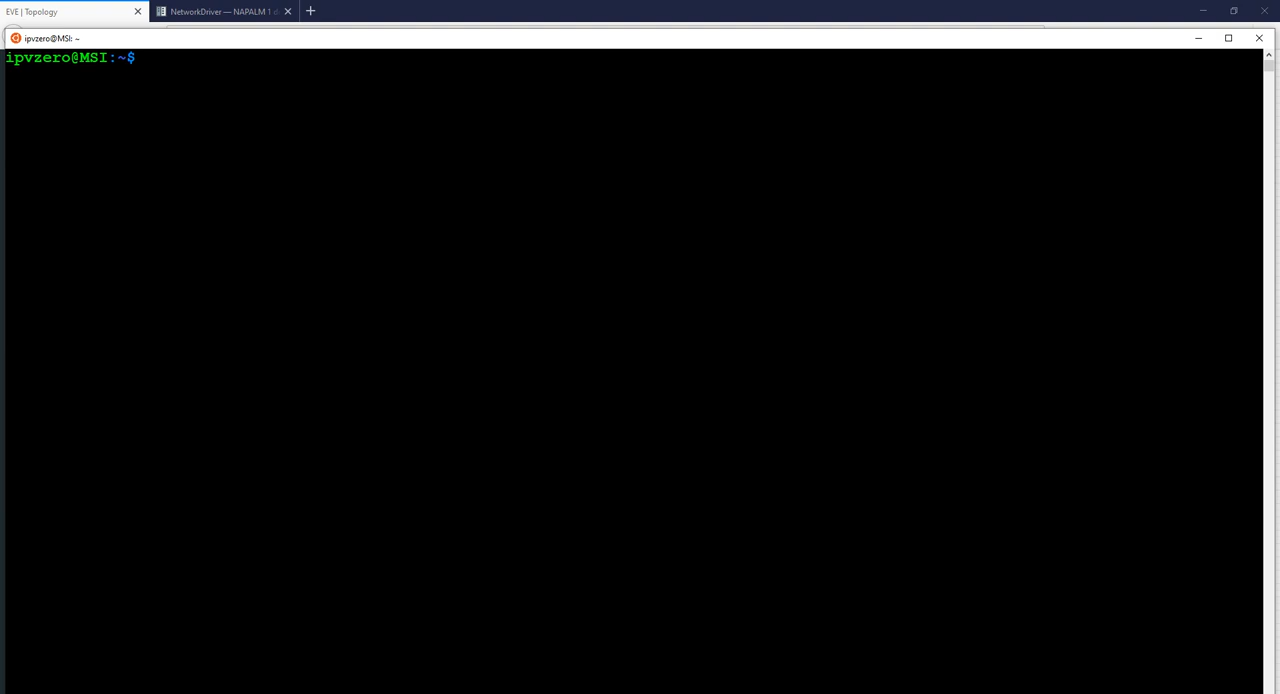 EVE | Topology
NetworkDriver — NAPALM 1 d
ipvzero@MSI: ~
ipvzero@MSI:~$